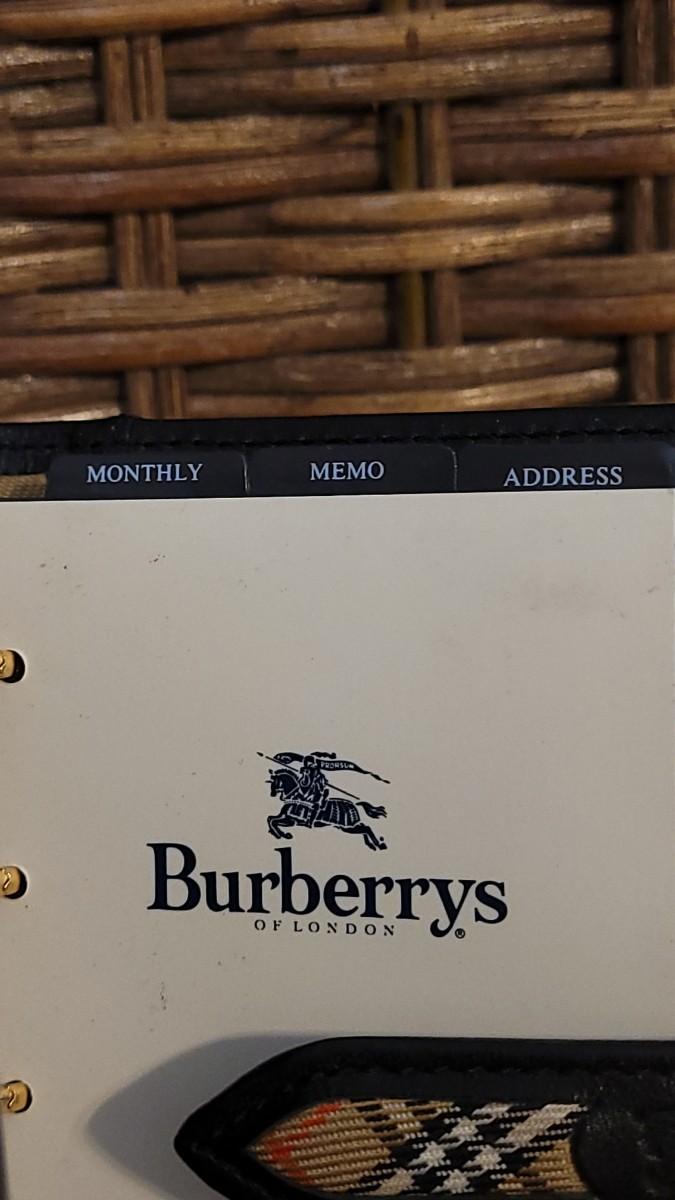 MONTHLY MEMO ADDRESS
PRORSUM
Burberrys
OF LONDON
®